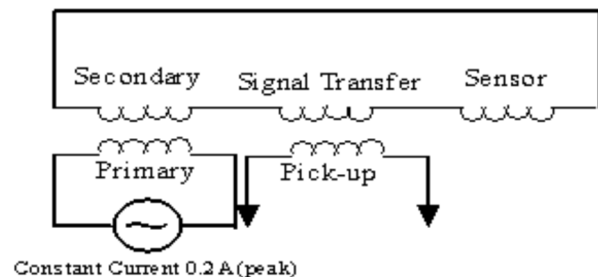 Secondary Signal Transfer Sensor
Primary Pick-up
Constant Current 0.2 A(peak)